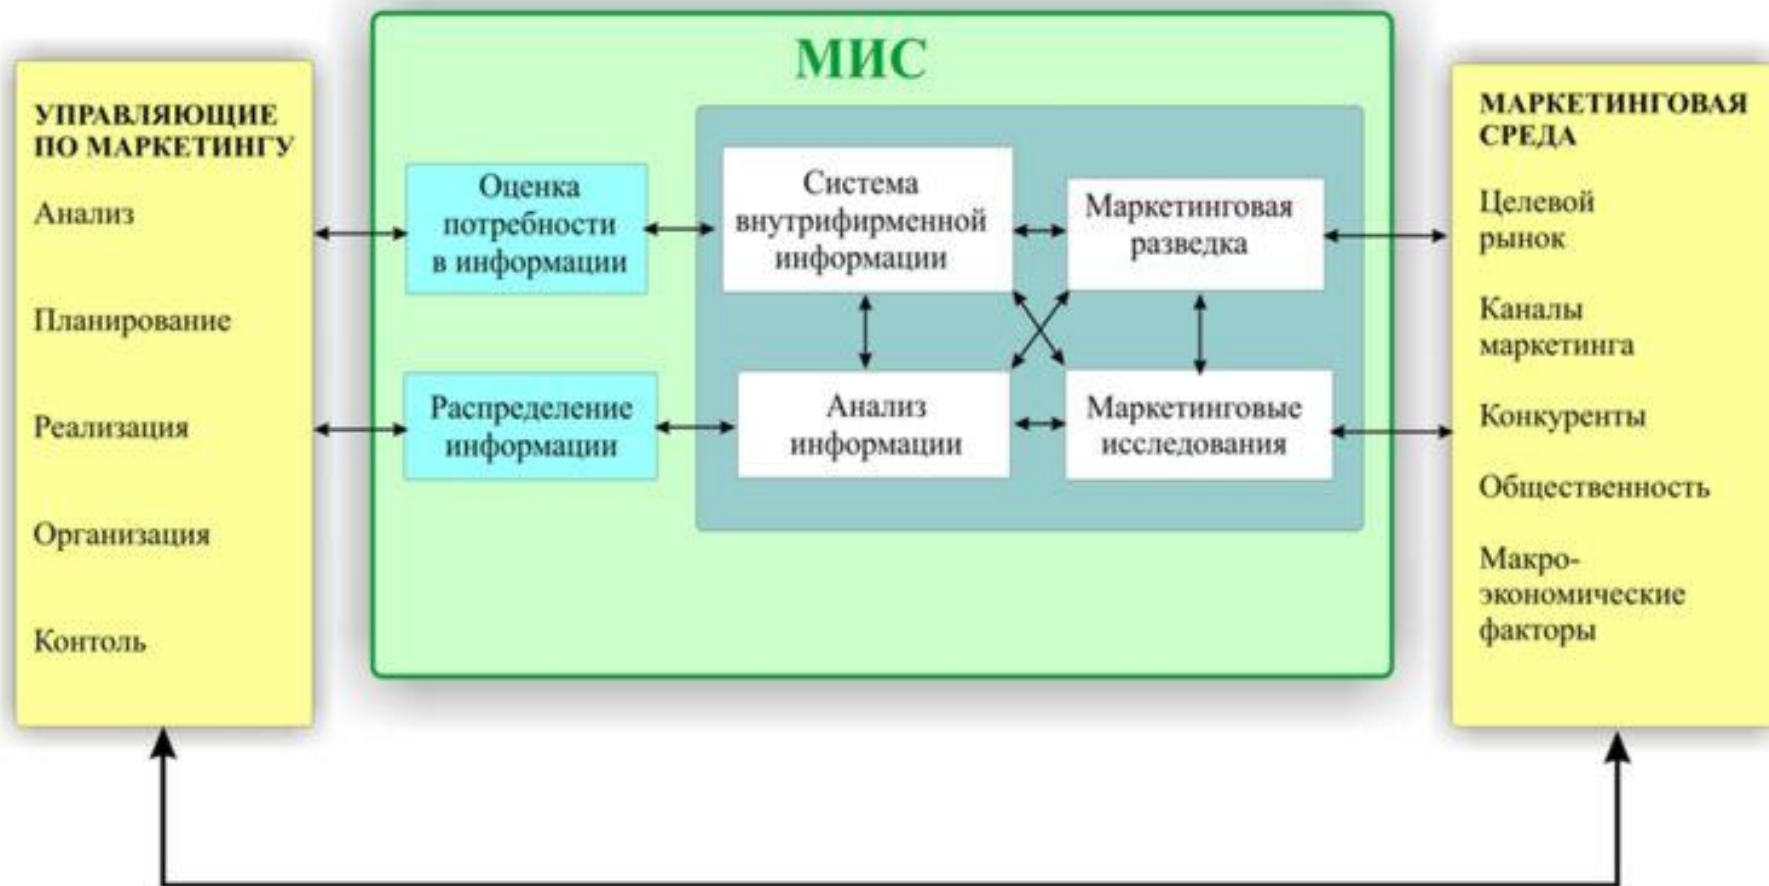 МИС
УПРАВЛЯЮЩИЕ
ПО МАРКЕТИНГУ
Анализ
Планирование
Реализация
Организация
Контоль
Оценка
потребности
в информации
Распределение
информации
Система
внутрифирменной
информации
Маркетинговая
разведка
Анализ
информации
Маркетинговые
исследования
МАРКЕТИНГОВАЯ
СРЕДА
Целевой
рынок
Каналы
маркетинга
Конкуренты
Общественность
Макро-
экономические
факторы